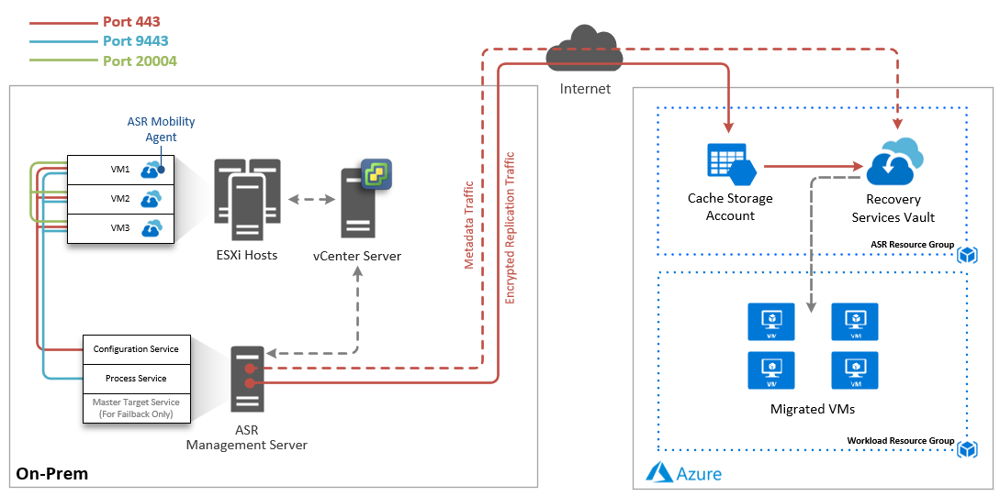 Port 443
Port 9443
Port 20004
Internet
ASR Mobility
Agent
VM1
VM2
VM3
ESXi Hosts
vCenter Server
Metadata Traffic
Encrypted Replication Traffic
Configuration Service
Process Service
Master Target Service
(For Failback Only)
ASR
Management Server
On-Prem
Cache Storage
Account
Recovery
Services Vault
ASR Resource Group
VM
VM
VM
VM
Migrated VMs
Workload Resource Group
Azure